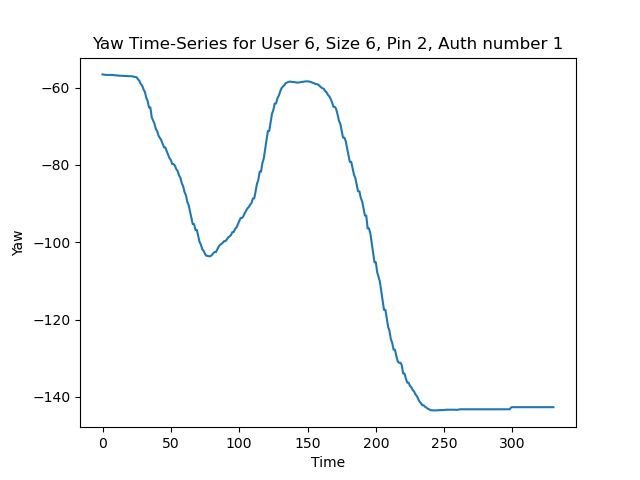 Yaw Time-Series for User 6, Size 6, Pin 2, Auth number 1
−60
−80
−100
−120
−140
Yaw
0 50 100 150 200 250 300
Time